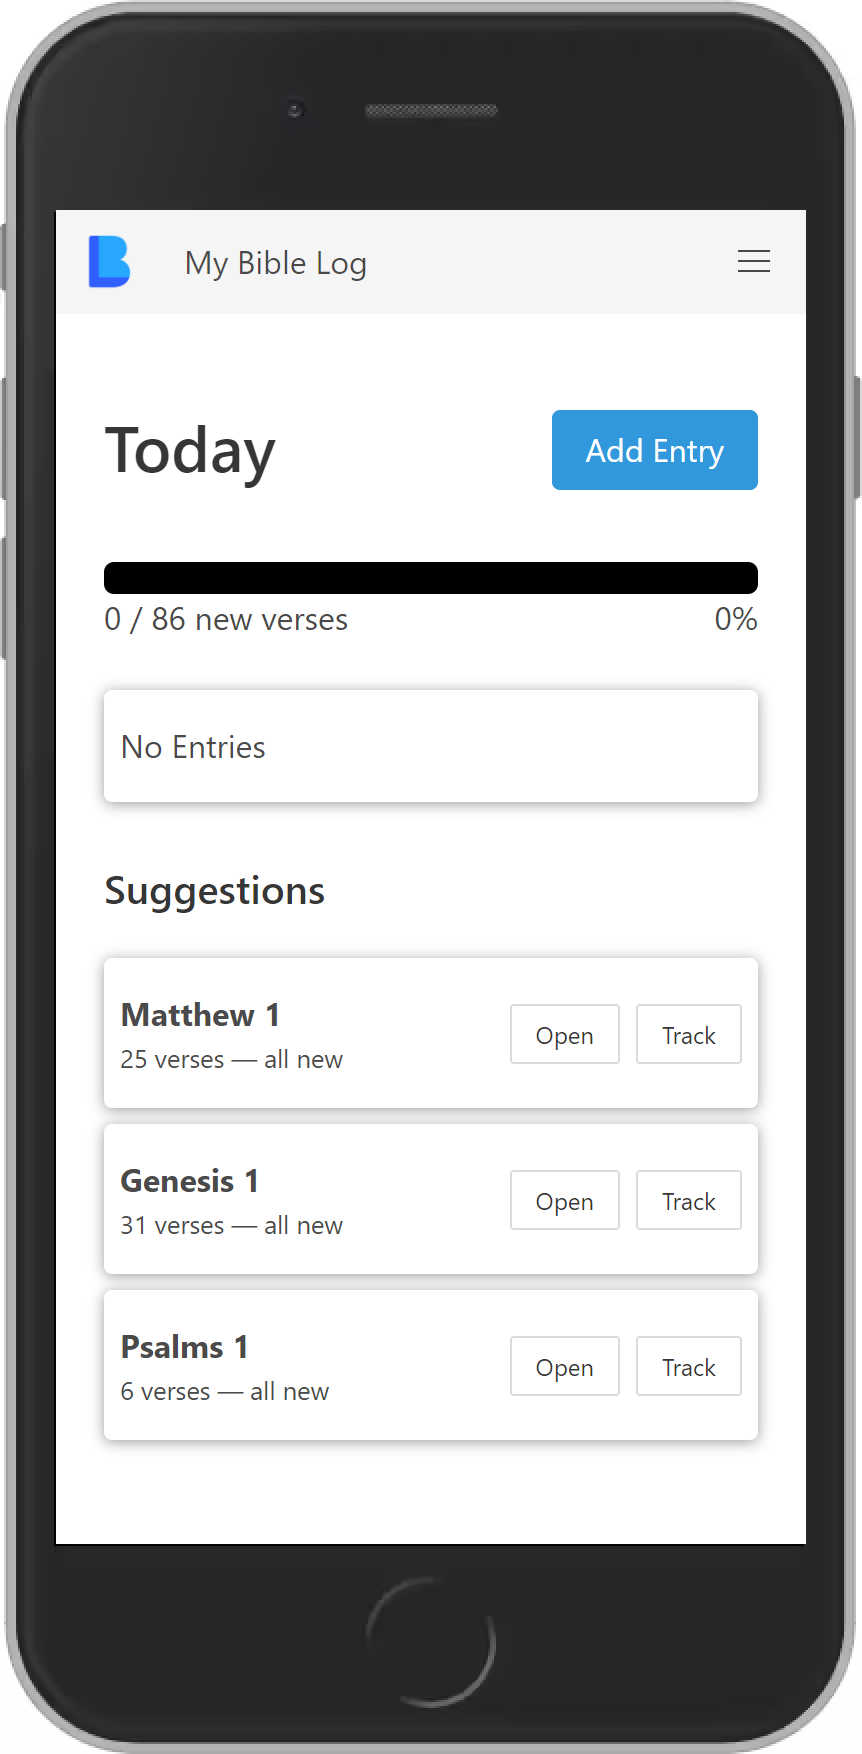 My Bible Log
Today
Add Entry
0 / 86 new verses
0%
No Entries
Suggestions
Matthew 1
25 verses — all new
Open
Track
Genesis 1
31 verses — all new
Open
Track
Psalms 1
6 verses — all new
Open
Track